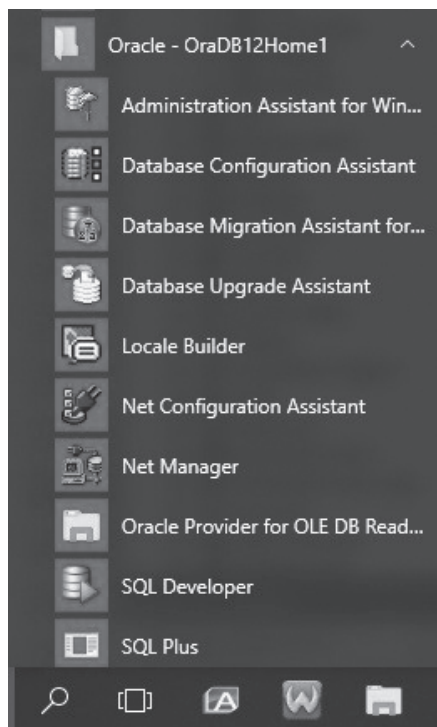 Oracle - OraDB12Home1
Administration Assistant for Win...
Database Configuration Assistant
Database Migration Assistant for...
Database Upgrade Assistant
Locale Builder
Net Configuration Assistant
Net Manager
Oracle Provider for OLE DB Read...
SQL Developer
SQL Plus